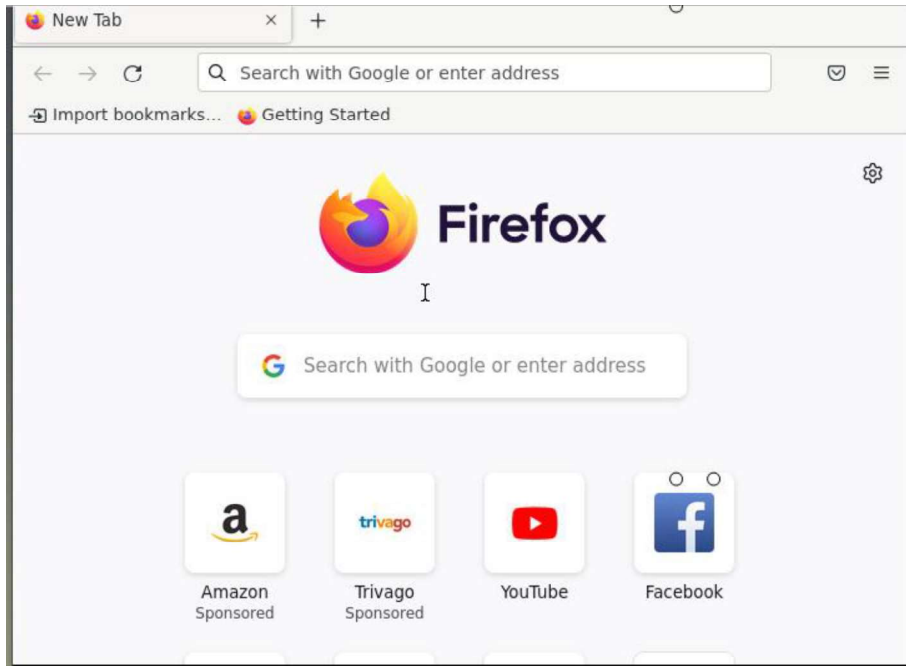 New Tab
Search with Google or enter address
Import bookmarks... Getting Started
Firefox
Search with Google or enter address
a trivago f
Amazon Trivago YouTube Facebook
Sponsored Sponsored